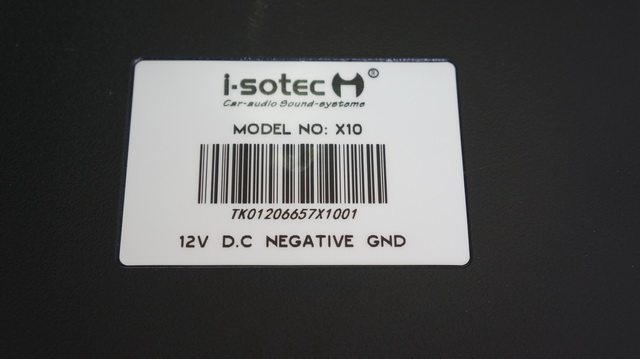 i-sotec ®
Car-audio Sound-systems
MODEL NO: X10
TK01206657X1001
12V D.C NEGATIVE GND